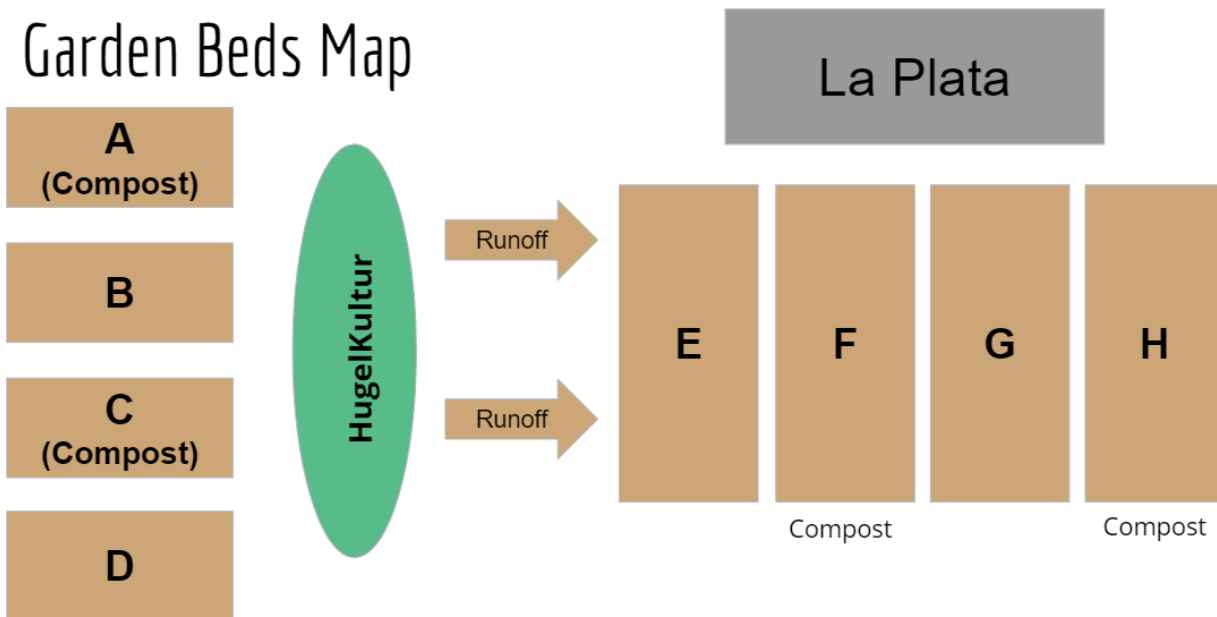 Garden Beds Map
La Plata
A
(Compost)
B
C
(Compost)
D
HugelKultur
Runoff
Runoff
E
F
G
H
Compost
Compost